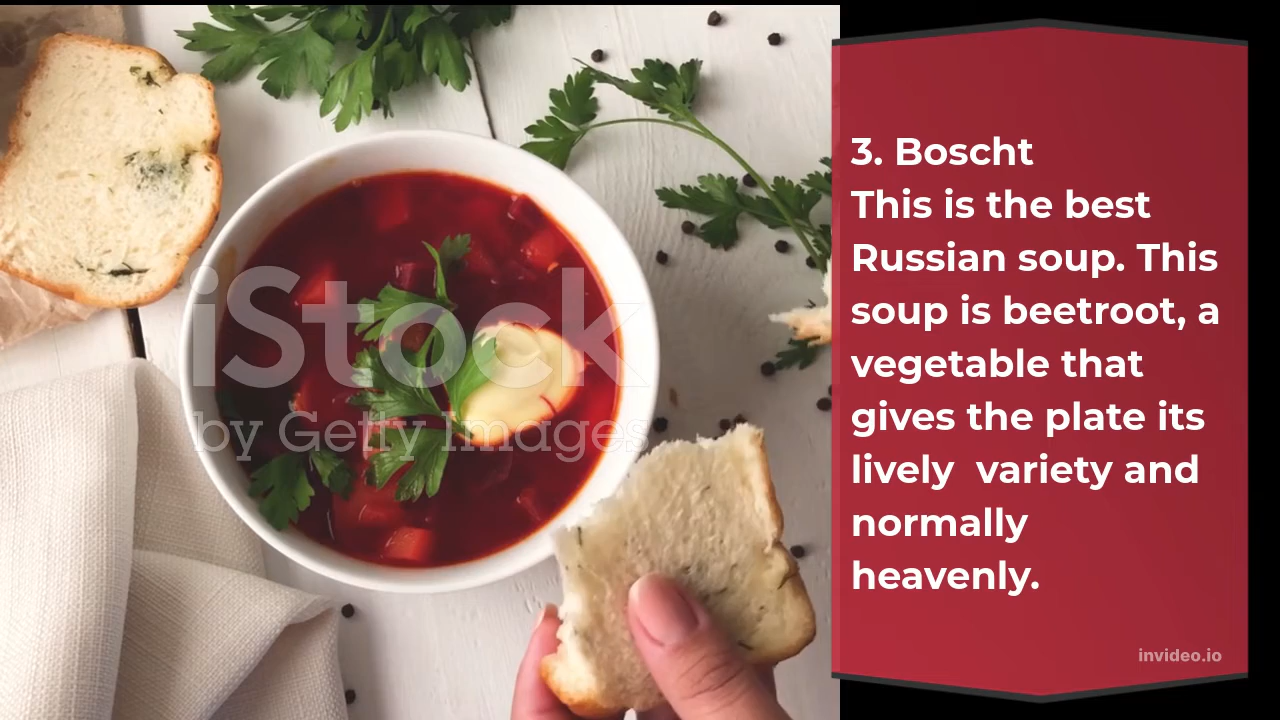 iStock
by Getty Images
3. Boscht
This is the best
Russian soup. This
soup is beetroot, a
vegetable that
gives the plate its
lively  variety and
normally
heavenly.
invideo.io